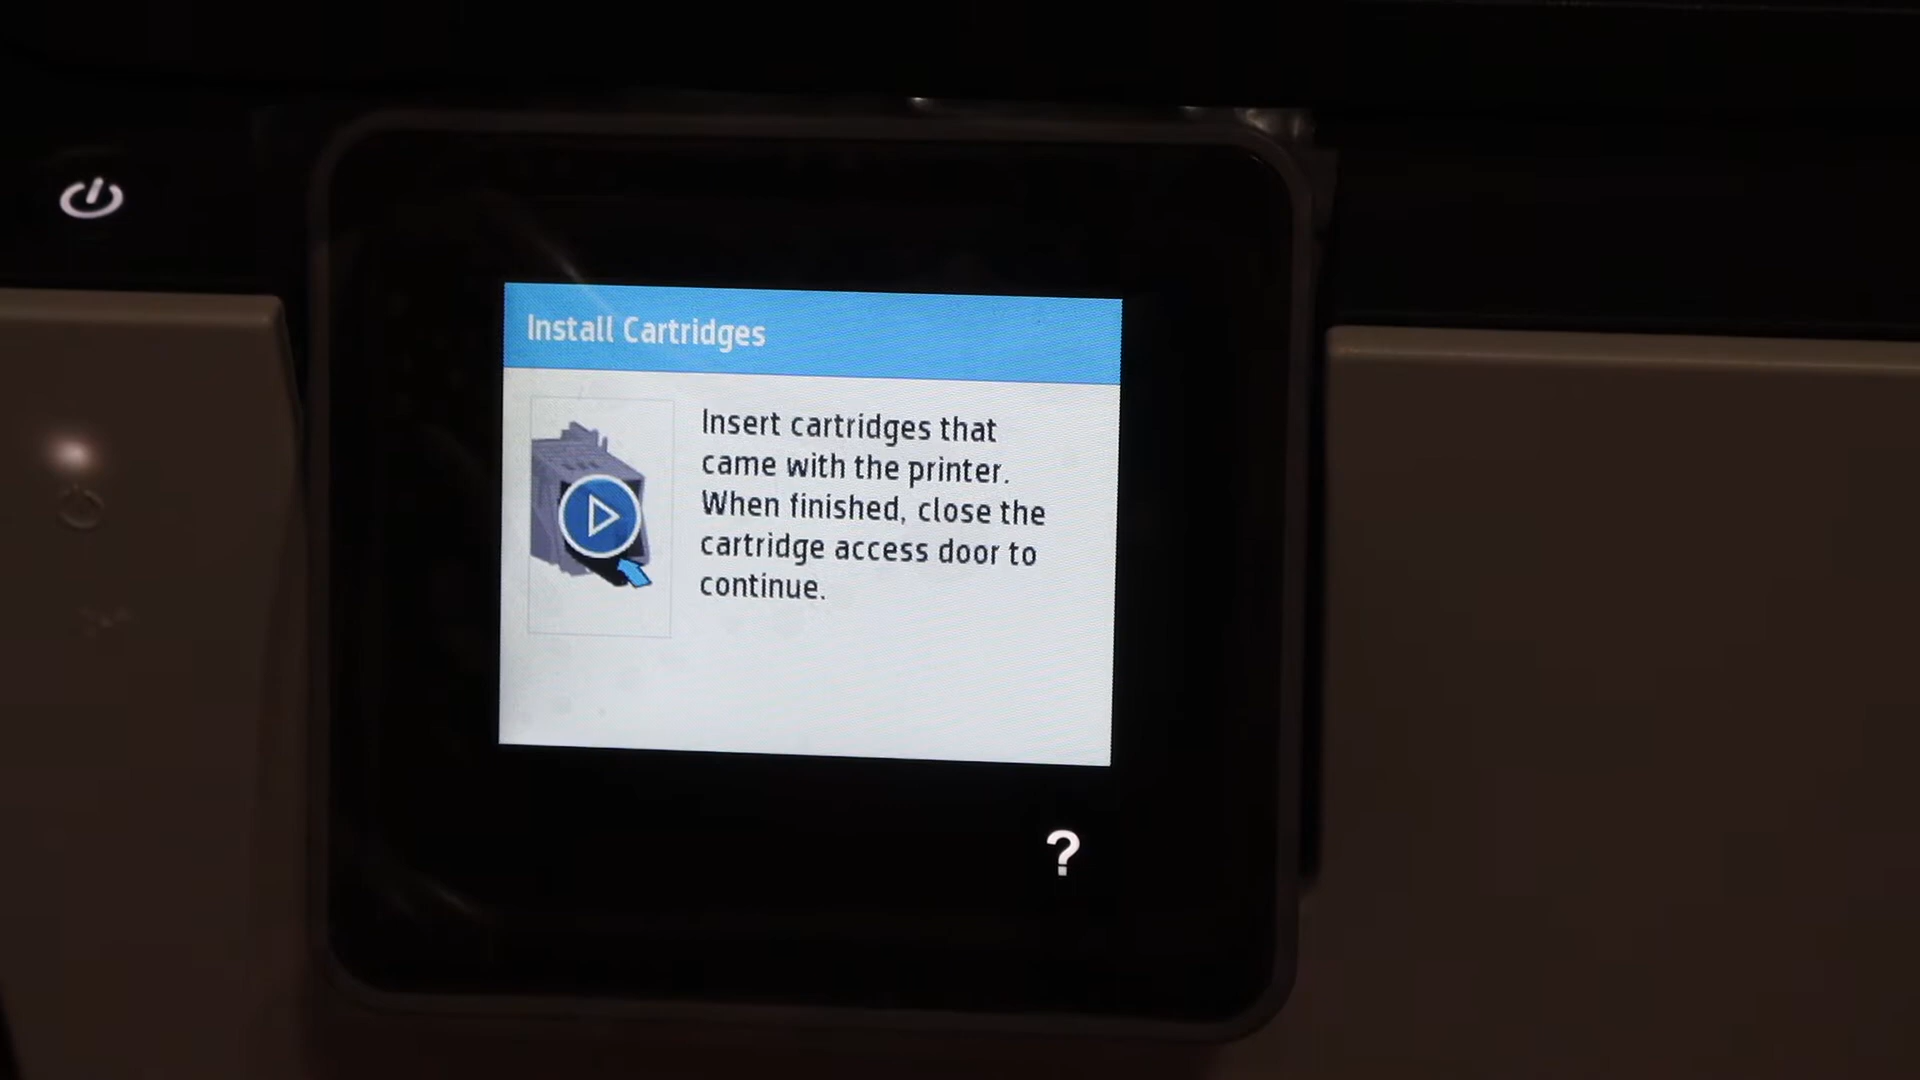 Install Cartridges
Insert cartridges that
came with the printer.
When finished, close the
cartridge access door to
continue.
?